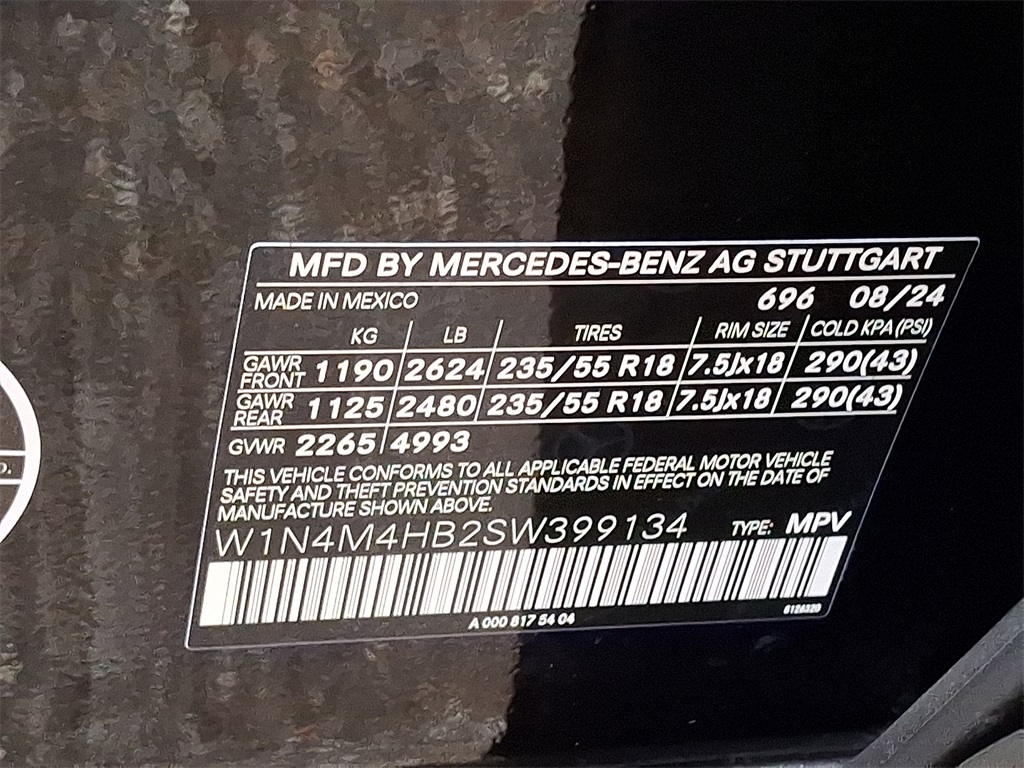 MFD BY MERCEDES-BENZ AG STUTTGART
MADE IN MEXICO 696 08/24
KG LB TIRES RIM SIZE COLD KPA (PSI)
GAWR FRONT 1190 2624 235/55 R18 7.5Jx18 290(43)
GAWR REAR 1125 2480 235/55 R18 7.5Jx18 290(43)
GVWR 2265 4993
THIS VEHICLE CONFORMS TO ALL APPLICABLE FEDERAL MOTOR VEHICLE
SAFETY AND THEFT PREVENTION STANDARDS IN EFFECT ON THE DATE OF
MANUFACTURE SHOWN ABOVE.
W1N4M4HB2SW399134 TYPE: MPV
A 000 817 54 04
D.